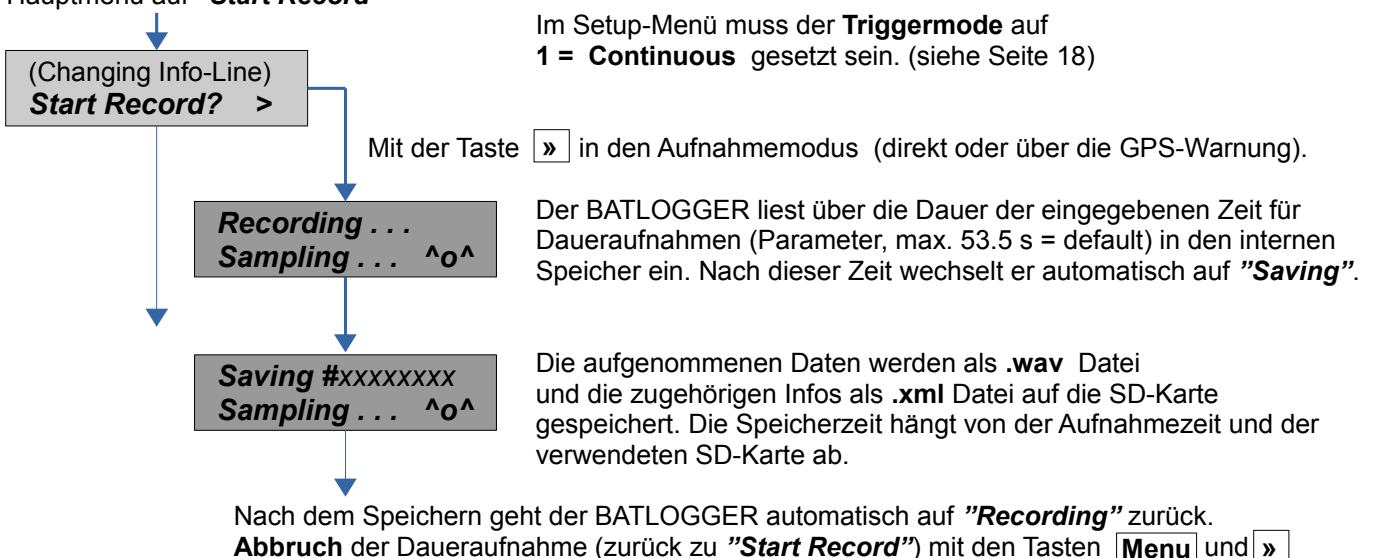 Hauptmenü auf "Start Record"
Im Setup-Menü muss der Triggermode auf
1 = Continuous gesetzt sein. (siehe Seite 18)
(Changing Info-Line)
Start Record? >
Mit der Taste » in den Aufnahmemodus (direkt oder über die GPS-Warnung).
Recording . . .
Sampling . . . ^o^
Der BATLOGGER liest über die Dauer der eingegebenen Zeit für
Daueraufnahmen (Parameter, max. 53.5 s = default) in den internen
Speicher ein. Nach dieser Zeit wechselt er automatisch auf ”Saving”.
Saving #xxxxxxxxx
Sampling . . . ^o^
Die aufgenommenen Daten werden als .wav Datei
und die zugehörigen Infos als .xml Datei auf die SD-Karte
gespeichert. Die Speicherzeit hängt von der Aufnahmezeit und der
verwendeten SD-Karte ab.
Nach dem Speichern geht der BATLOGGER automatisch auf ”Recording” zurück.
Abbruch der Daueraufnahme (zurück zu ”Start Record”) mit den Tasten Menu und »